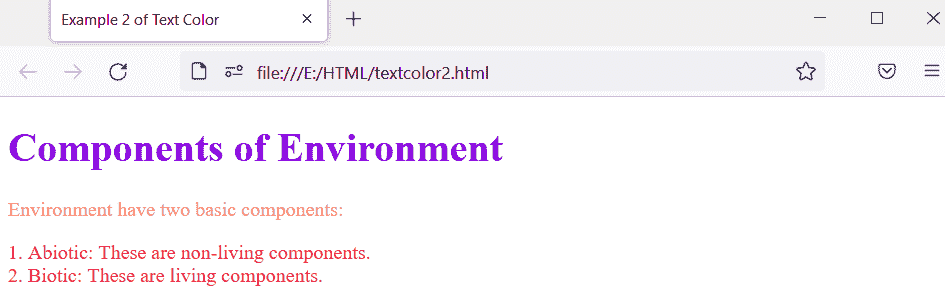 Example 2 of Text Color
file:///E:/HTML/textcolor2.html
Components of Environment
Environment have two basic components:
1. Abiotic: These are non-living components.
2. Biotic: These are living components.